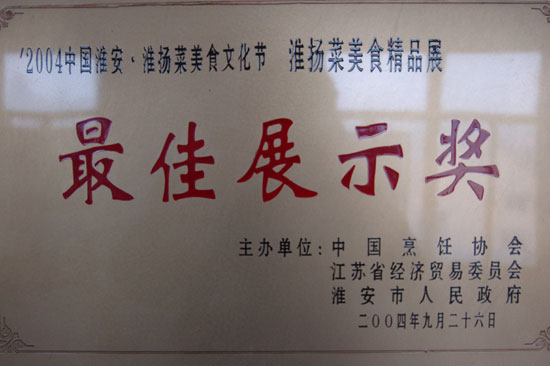 '2004中国淮安·淮扬菜美食文化节 淮扬菜美食精品展
最佳展示奖
主办单位:中国烹饪协会
江苏省经济贸易委员会
淮安市人民政府
二〇〇四年九月二十六日